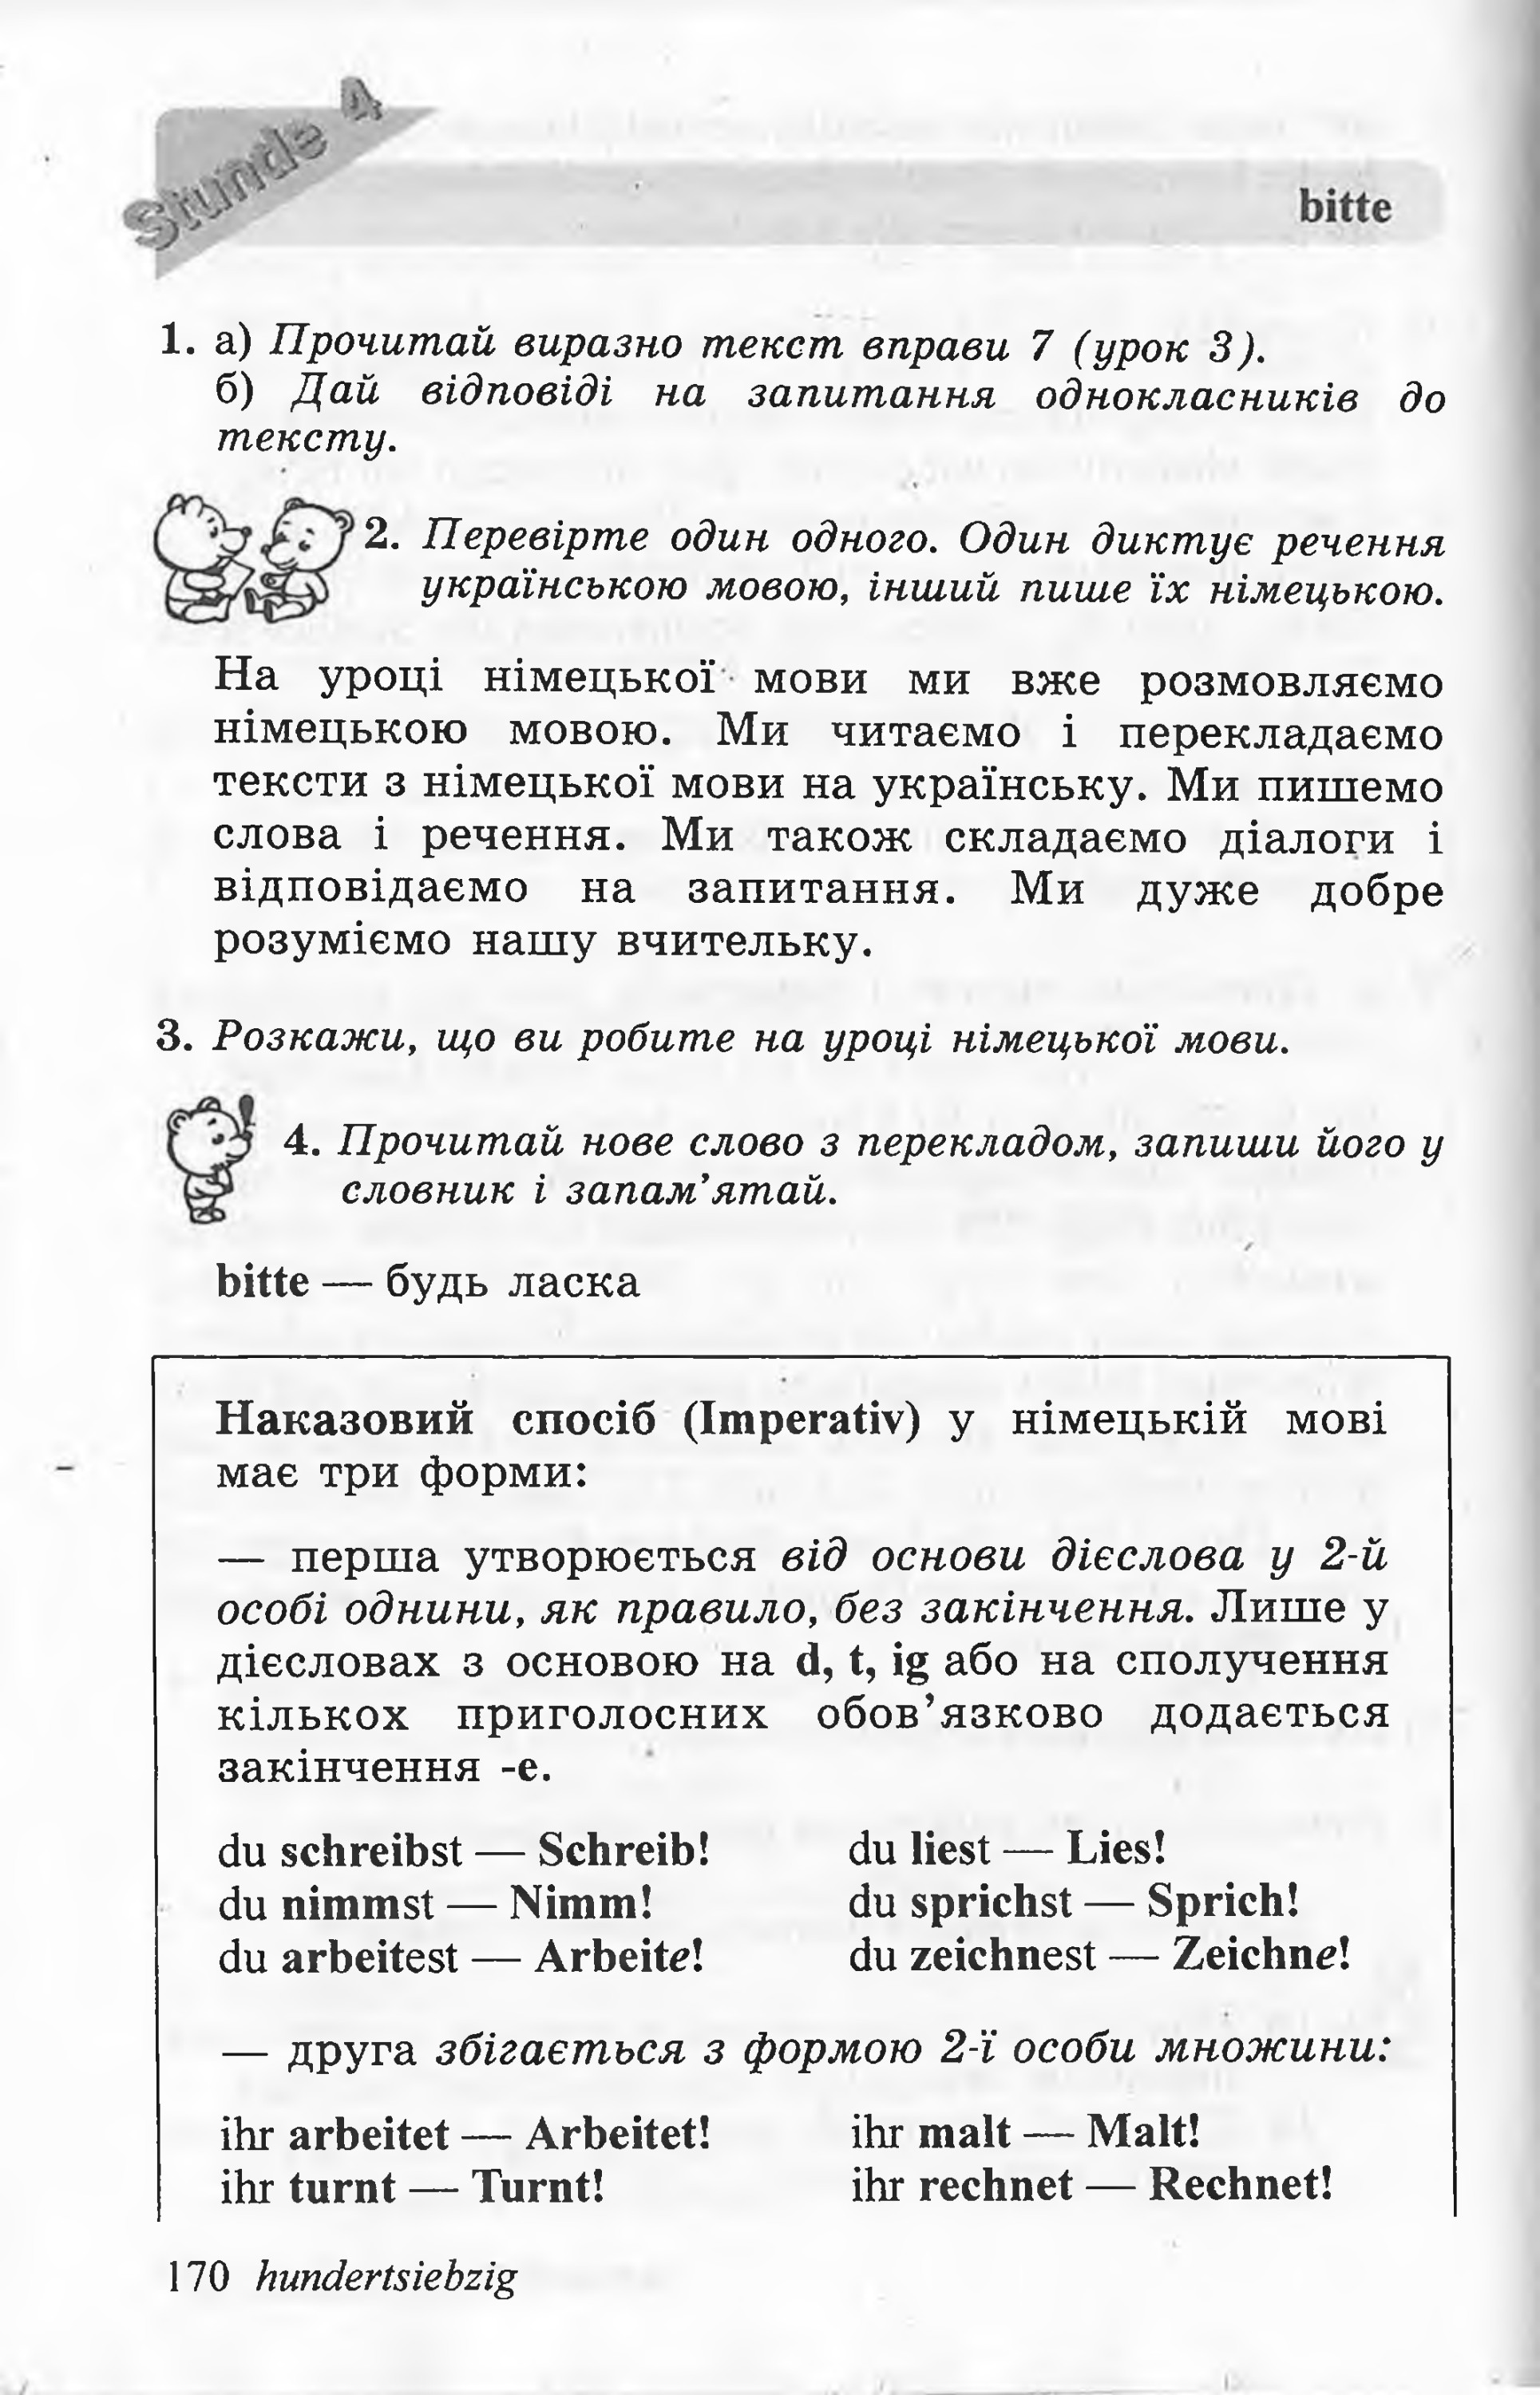 Stunde 4
bitte
1. а) Прочитай виразно текст вправи 7 (урок 3).
б) Дай відповіді на запитання однокласників до
тексту.
2. Перевірте один одного. Один диктує речення
українською мовою, інший пише їх німецькою.
На уроці німецької мови ми вже розмовляємо
німецькою мовою. Ми читаємо і перекладаємо
тексти з німецької мови на українську. Ми пишемо
слова і речення. Ми також складаємо діалоги і
відповідаємо на запитання. Ми дуже добре
розуміємо нашу вчительку.
3. Розкажи, що ви робите на уроці німецької мови.
4. Прочитай нове слово з перекладом, запиши його у
словник і запам’ятай.
bitte — будь ласка
Наказовий спосіб (Imperativ) у німецькій мові
має три форми:
— перша утворюється від основи дієслова у 2-й
особі однини, як правило, без закінчення. Лише у
дієсловах з основою на d, t, ig або на сполучення
кількох приголосних обов’язково додається
закінчення -е.
du schreibst — Schreib! du liest — Lies!
du nimmst — Nimm! du sprichst — Sprich!
du arbeitest — Arbeite! du zeichnest — Zeichne!
— друга збігається з формою 2-ї особи множини:
ihr arbeitet — Arbeitet! ihr malt — Malt!
ihr turnt — Turnt! ihr rechnet — Rechnet!
170 hundertsiebzig